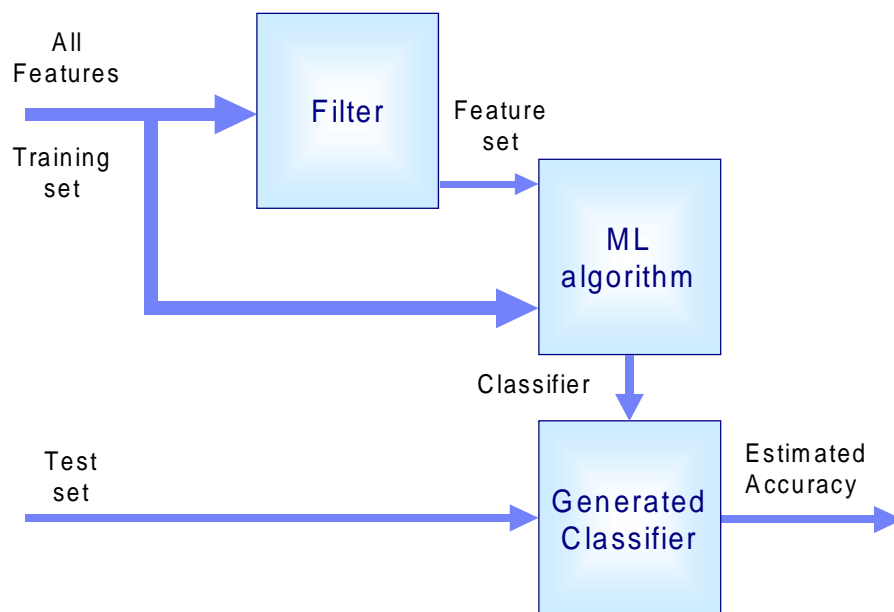 All
Features
Filter
Feature
set
Training
set
ML
algorithm
Classifier
Test
set
Generated
Classifier
Estimated
Accuracy